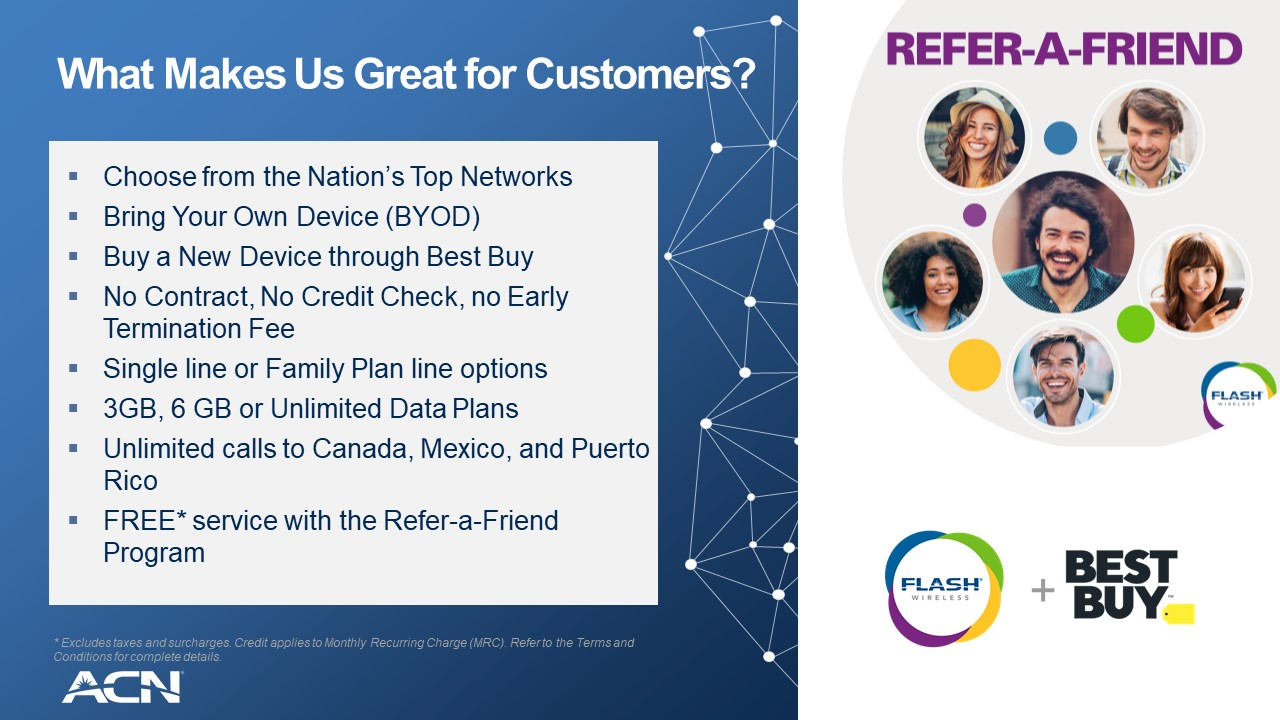 What Makes Us Great for Customers?
▪ Choose from the Nation’s Top Networks
▪ Bring Your Own Device (BYOD)
▪ Buy a New Device through Best Buy
▪ No Contract, No Credit Check, no Early
Termination Fee
▪ Single line or Family Plan line options
▪ 3GB, 6 GB or Unlimited Data Plans
▪ Unlimited calls to Canada, Mexico, and Puerto
Rico
▪ FREE* service with the Refer-a-Friend
Program
* Excludes taxes and surcharges. Credit applies to Monthly Recurring Charge (MRC). Refer to the Terms and
Conditions for complete details.
ACN
REFER-A-FRIEND
FLASH®
WIRELESS
FLASH®
WIRELESS
+
BEST
BUY™